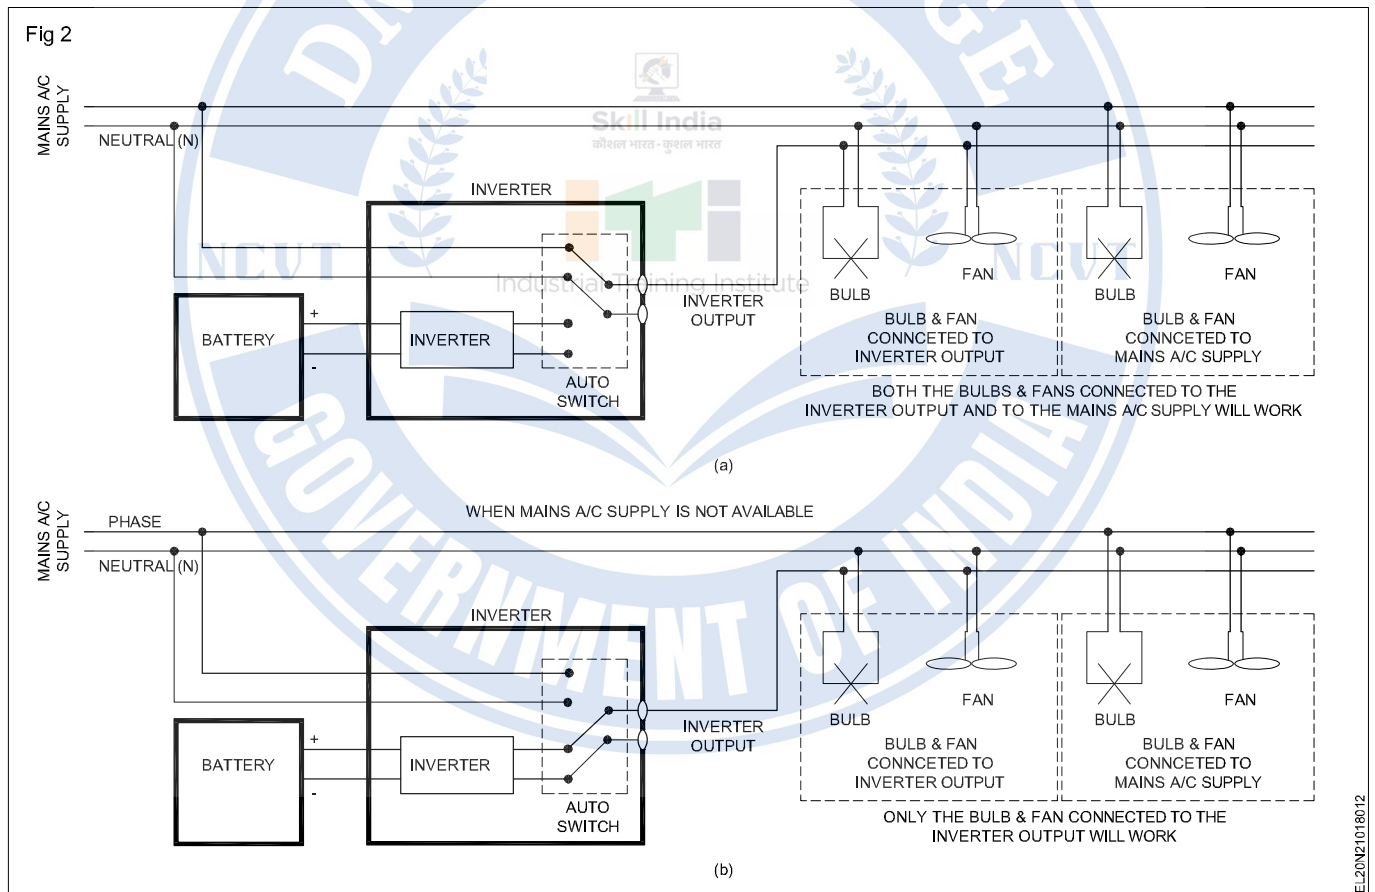 Fig 2
MAINS A/C
SUPPLY
NEUTRAL (N)
Skill India
कौशल भारत - कुशल भारत
INVERTER
NCVT
NCVT
Industrial Training Institute
BATTERY
+
-
INVERTER
AUTO
SWITCH
INVERTER
OUTPUT
BULB
FAN
BULB
FAN
BULB & FAN
CONNCETED TO
INVERTER OUTPUT
BULB & FAN
CONNCETED TO
MAINS A/C SUPPLY
BOTH THE BULBS & FANS CONNECTED TO THE
INVERTER OUTPUT AND TO THE MAINS A/C SUPPLY WILL WORK
(a)
GOVERNMENT OF INDIA
WHEN MAINS A/C SUPPLY IS NOT AVAILABLE
MAINS A/C
SUPPLY
PHASE
NEUTRAL (N)
INVERTER
BATTERY
+
-
INVERTER
AUTO
SWITCH
INVERTER
OUTPUT
BULB
FAN
BULB
FAN
BULB & FAN
CONNCETED TO
INVERTER OUTPUT
BULB & FAN
CONNCETED TO
MAINS A/C SUPPLY
ONLY THE BULB & FAN CONNECTED TO THE
INVERTER OUTPUT WILL WORK
(b)
EL20N21018012